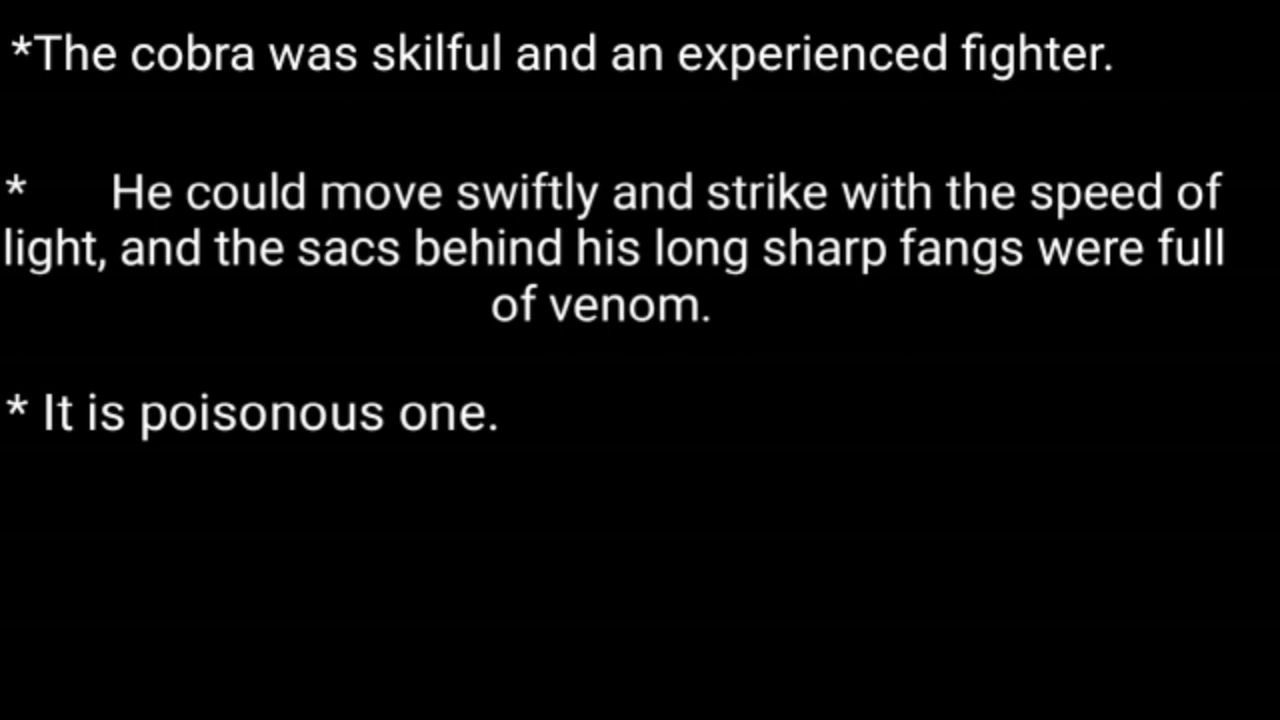 *The cobra was skilful and an experienced fighter.
* He could move swiftly and strike with the speed of
light, and the sacs behind his long sharp fangs were full
of venom.
* It is poisonous one.